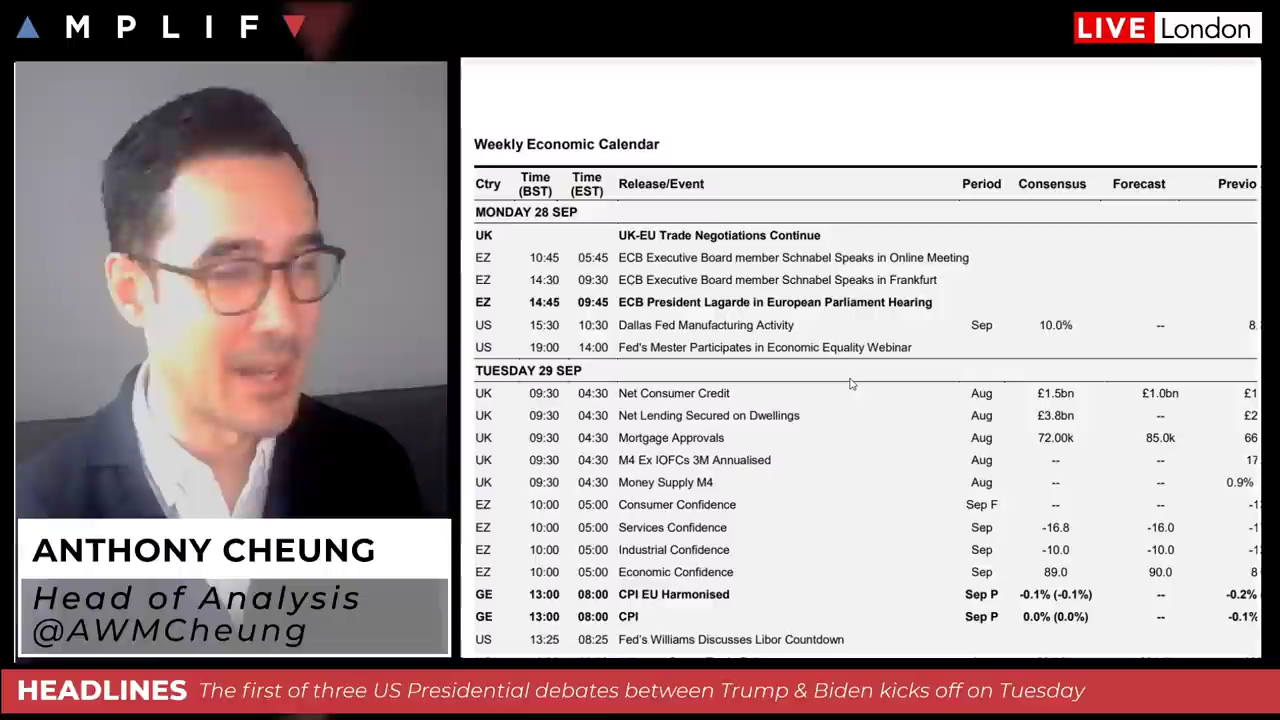 AMPLIFY
LIVE London
Weekly Economic Calendar
Ctry Time (BST) Time (EST) Release/Event Period Consensus Forecast Previo
MONDAY 28 SEP
UK UK-EU Trade Negotiations Continue
EZ 10:45 05:45 ECB Executive Board member Schnabel Speaks in Online Meeting
EZ 14:30 09:30 ECB Executive Board member Schnabel Speaks in Frankfurt
EZ 14:45 09:45 ECB President Lagarde in European Parliament Hearing
US 15:30 10:30 Dallas Fed Manufacturing Activity Sep 10.0% -- 8.
US 19:00 14:00 Fed's Mester Participates in Economic Equality Webinar
TUESDAY 29 SEP
UK 09:30 04:30 Net Consumer Credit Aug £1.5bn £1.0bn £1
UK 09:30 04:30 Net Lending Secured on Dwellings Aug £3.8bn -- £2
UK 09:30 04:30 Mortgage Approvals Aug 72.00k 85.0k 66
UK 09:30 04:30 M4 Ex IOFCs 3M Annualised Aug -- -- 17
UK 09:30 04:30 Money Supply M4 Aug -- -- 0.9%
EZ 10:00 05:00 Consumer Confidence Sep F -- -- -1
EZ 10:00 05:00 Services Confidence Sep -16.8 -16.0 -1
EZ 10:00 05:00 Industrial Confidence Sep -10.0 -10.0 -1
EZ 10:00 05:00 Economic Confidence Sep 89.0 90.0 8
GE 13:00 08:00 CPI EU Harmonised Sep P -0.1% (-0.1%) -- -0.2%
GE 13:00 08:00 CPI Sep P 0.0% (0.0%) -- -0.1%
US 13:25 08:25 Fed's Williams Discusses Libor Countdown
ANTHONY CHEUNG
Head of Analysis
@AWMCheung
HEADLINES The first of three US Presidential debates between Trump & Biden kicks off on Tuesday